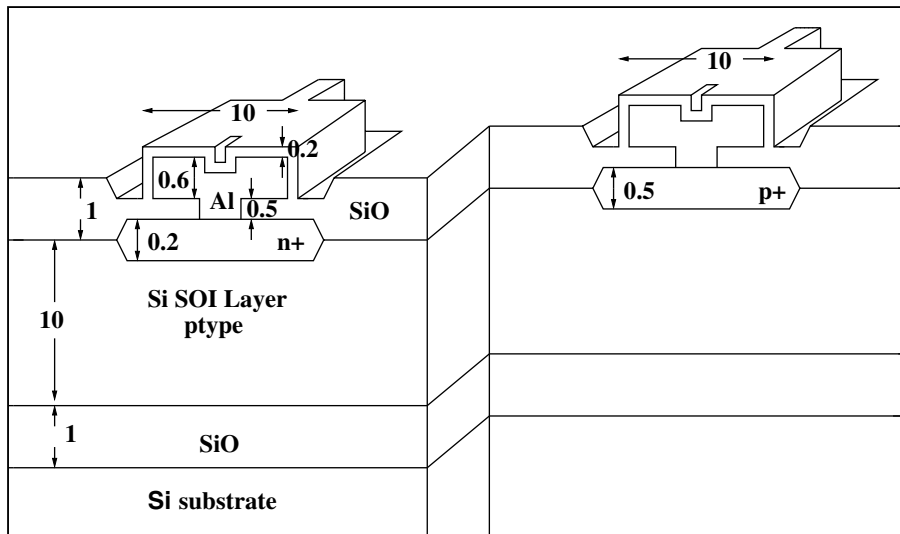 10
10
0.2
0.6
Al
0.5
1
SiO
0.5
p+
0.2
n+
Si SOI Layer
ptype
10
1
SiO
Si substrate